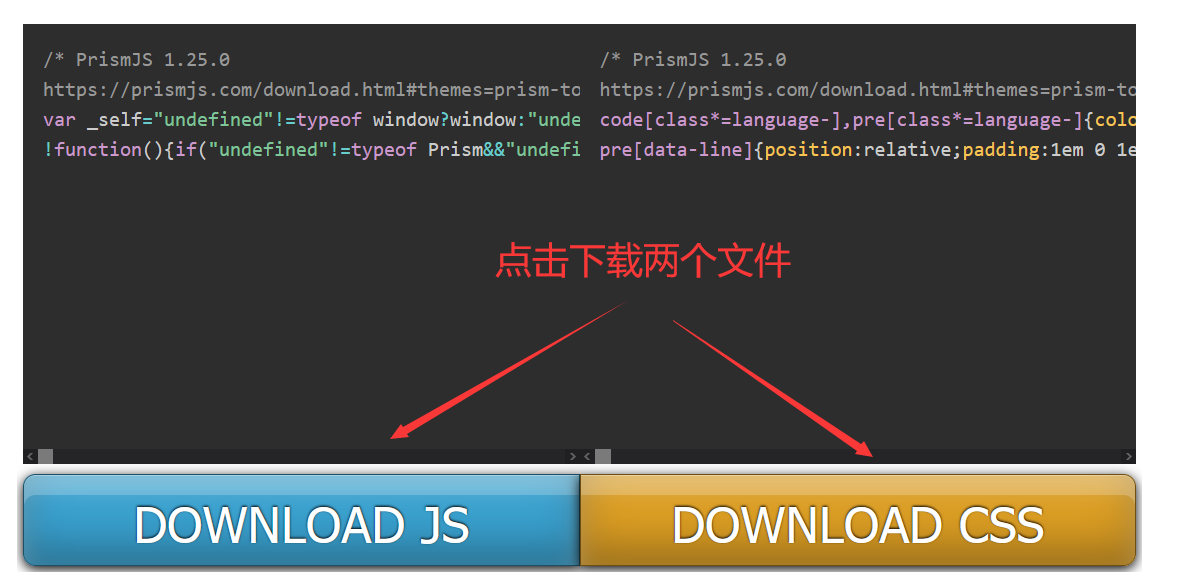 /* PrismJS 1.25.0
https://prismjs.com/download.html#themes=prism-to
var _self="undefined"!=typeof window?window:"unde
!function(){if("undefined"!=typeof Prism&&"undefi
/* PrismJS 1.25.0
https://prismjs.com/download.html#themes=prism-to
code[class*=language-],pre[class*=language-]{colo
pre[data-line]{position:relative;padding:1em 0 1e
点击下载两个文件
DOWNLOAD JS
DOWNLOAD CSS